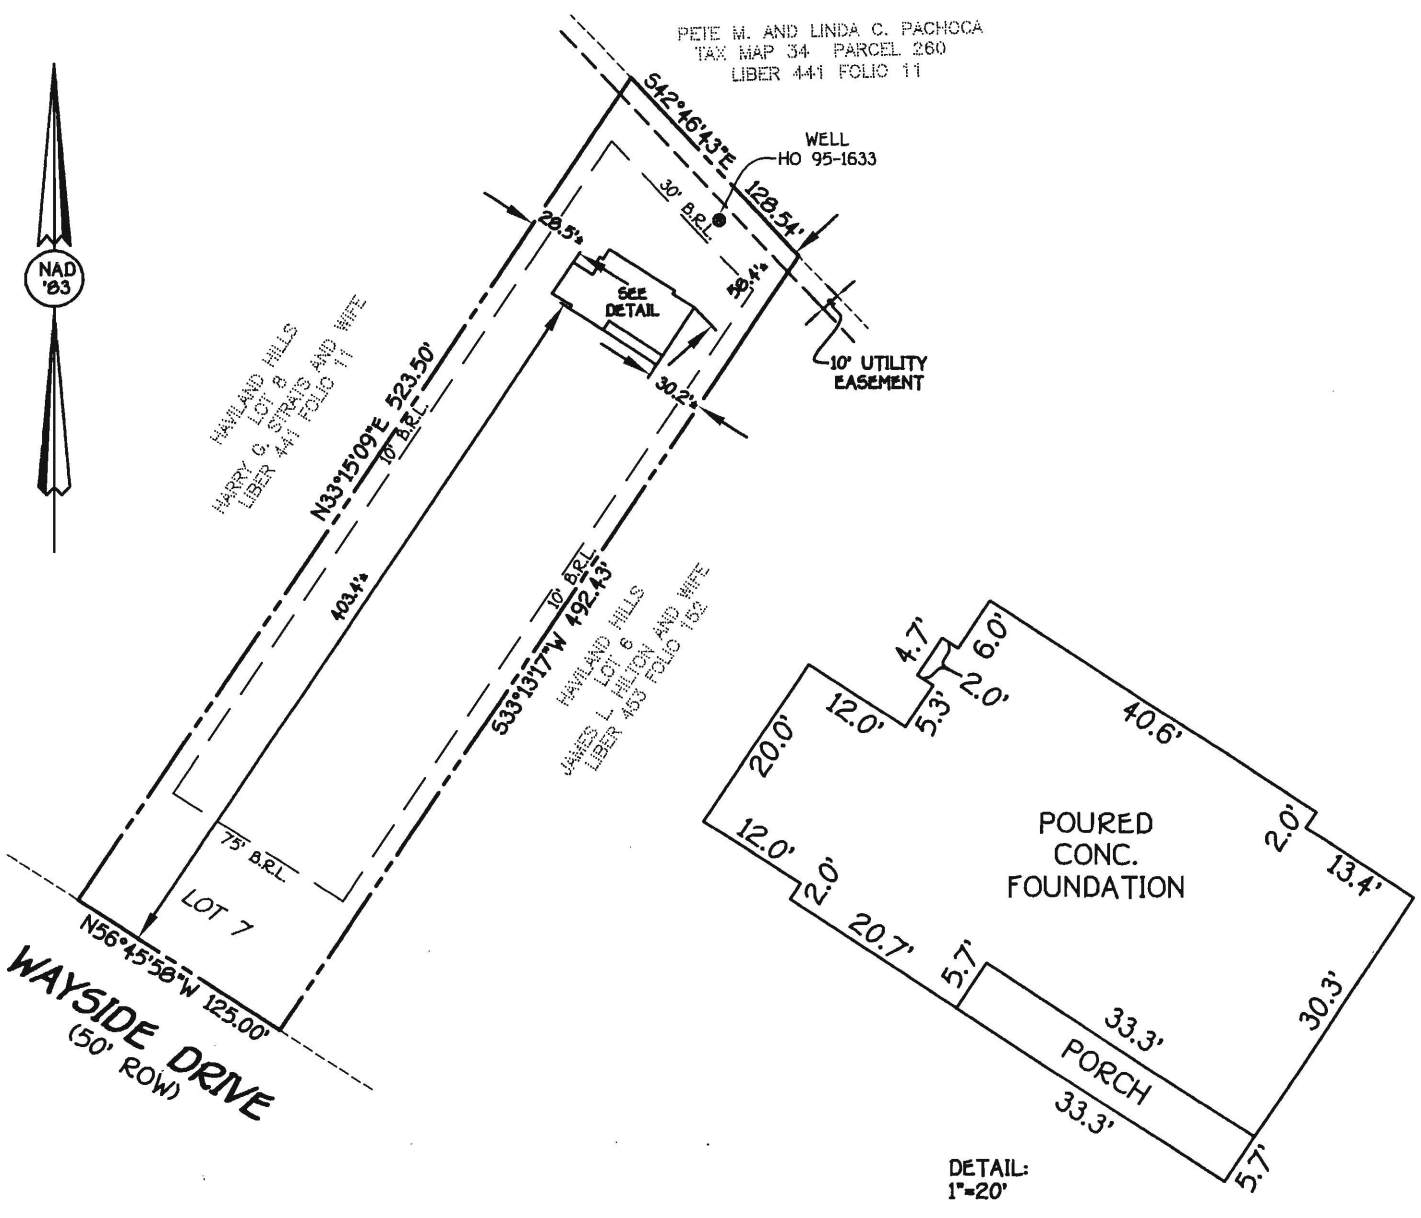 PETE M. AND LINDA C. PACHOCA
TAX MAP 34 PARCEL 260
LIBER 441 FOLIO 11
S42°46'43"E
128.54'
WELL
HO 95-1633
30' B.R.L.
28.5'±
58.4'±
SEE
DETAIL
30.2'±
10' UTILITY
EASEMENT
NAD
'83
HAVILAND HILLS
LOT 8
HARRY G. STRATIS AND WIFE
LIBER 441 FOLIO 11
N33°15'09"E 523.50'
10' B.R.L.
403.4'±
10' B.R.L.
S33°13'17"W 492.43'
HAVILAND HILLS
LOT 6
JAMES L. HILTON AND WIFE
LIBER 453 FOLIO 152
75' B.R.L.
LOT 7
N56°45'58"W 125.00'
WAYSIDE DRIVE
(50' ROW)
4.7'
6.0'
2.0'
12.0'
5.3'
20.0'
40.6'
12.0'
2.0'
2.0'
13.4'
POURED
CONC.
FOUNDATION
20.7'
5.7'
30.3'
33.3'
PORCH
33.3'
5.7'
DETAIL:
1"=20'